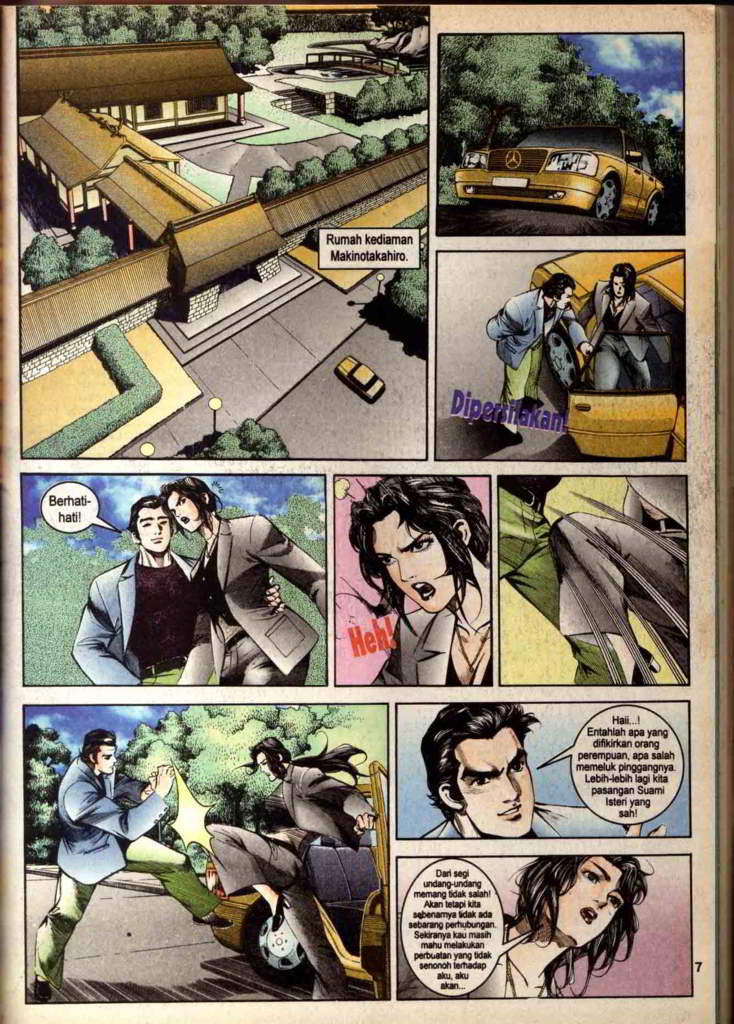 Rumah kediaman
Makinotakahiro.
Dipersilakan!
Berhati-
hati!
Heh!
Haii...!
Entahlah apa yang
difikirkan orang
perempuan, apa salah
memeluk pinggangnya.
Lebih-lebih lagi kita
pasangan Suami
Isteri yang
sah!
Dari segi
undang-undang
memang tidak salah!
Akan tetapi kita
sebenarnya tidak ada
sebarang perhubungan.
Sekiranya kau masih
mahu melakukan
perbuatan yang tidak
senonoh terhadap
aku, aku
akan...
7